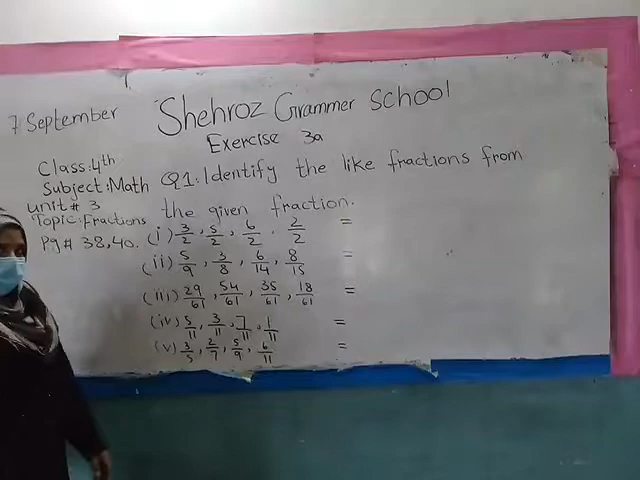 7 September Shehroz Grammer School
Exercise 3a
Class:4th
Subject:Math Q1:Identify the like fractions from
unit# 3 the given fraction.
Topic:Fractions
Pg# 38,40.
(i) 3/2, 5/2, 6/2, 2/2 =
(ii) 5/9, 3/8, 6/14, 8/15 =
(iii) 29/61, 54/61, 35/61, 18/61 =
(iv) 5/11, 3/11, 7/11, 1/11 =
(v) 3/5, 2/7, 5/9, 6/11 =